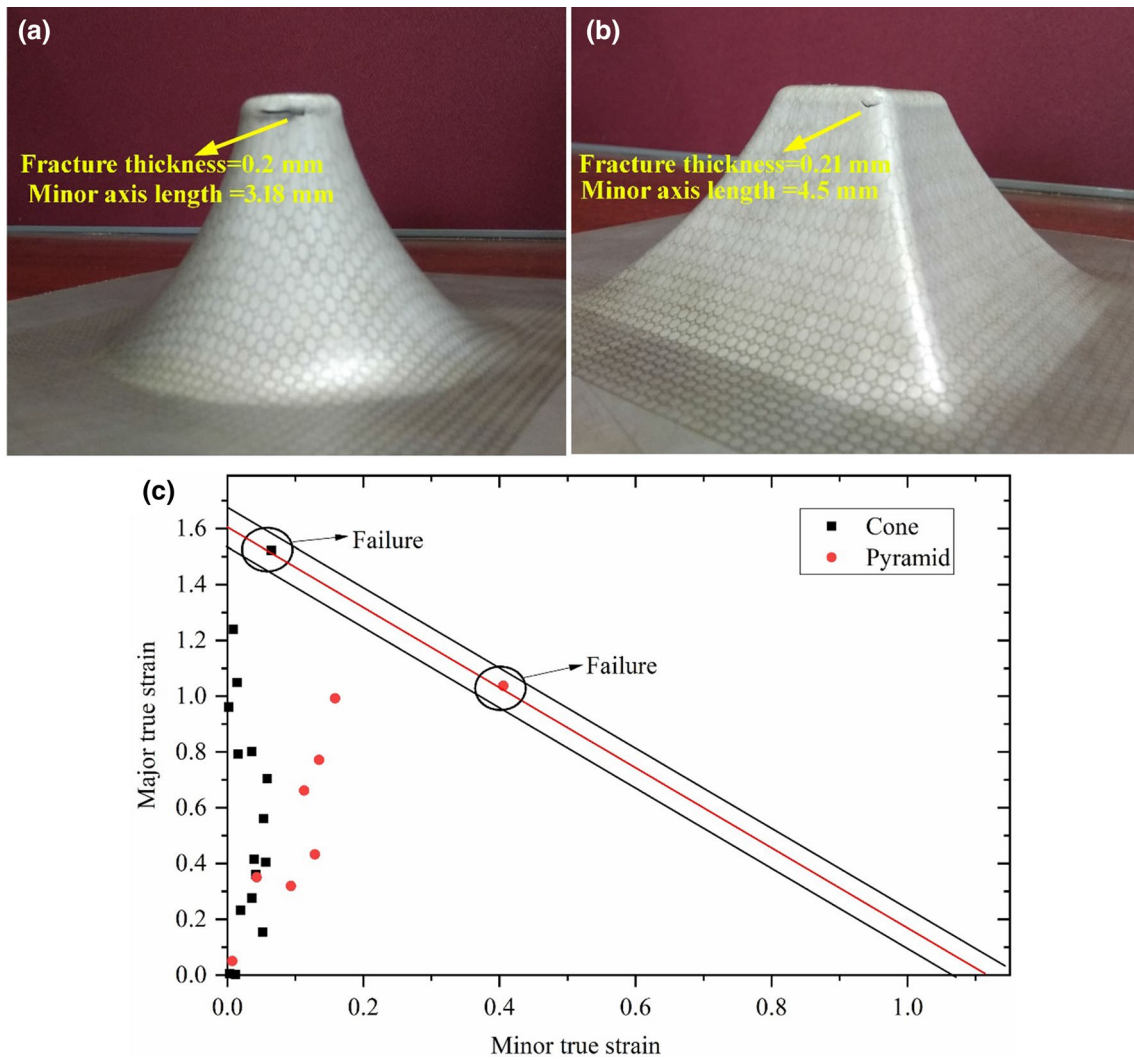 (a)
Fracture thickness=0.2 mm
Minor axis length =3.18 mm
(b)
Fracture thickness=0.21 mm
Minor axis length =4.5 mm
(c)
Failure
Failure
Cone
Pyramid
1.6
1.4
1.2
1.0
0.8
0.6
0.4
0.2
0.0
Major true strain
0.0
0.2
0.4
0.6
0.8
1.0
Minor true strain